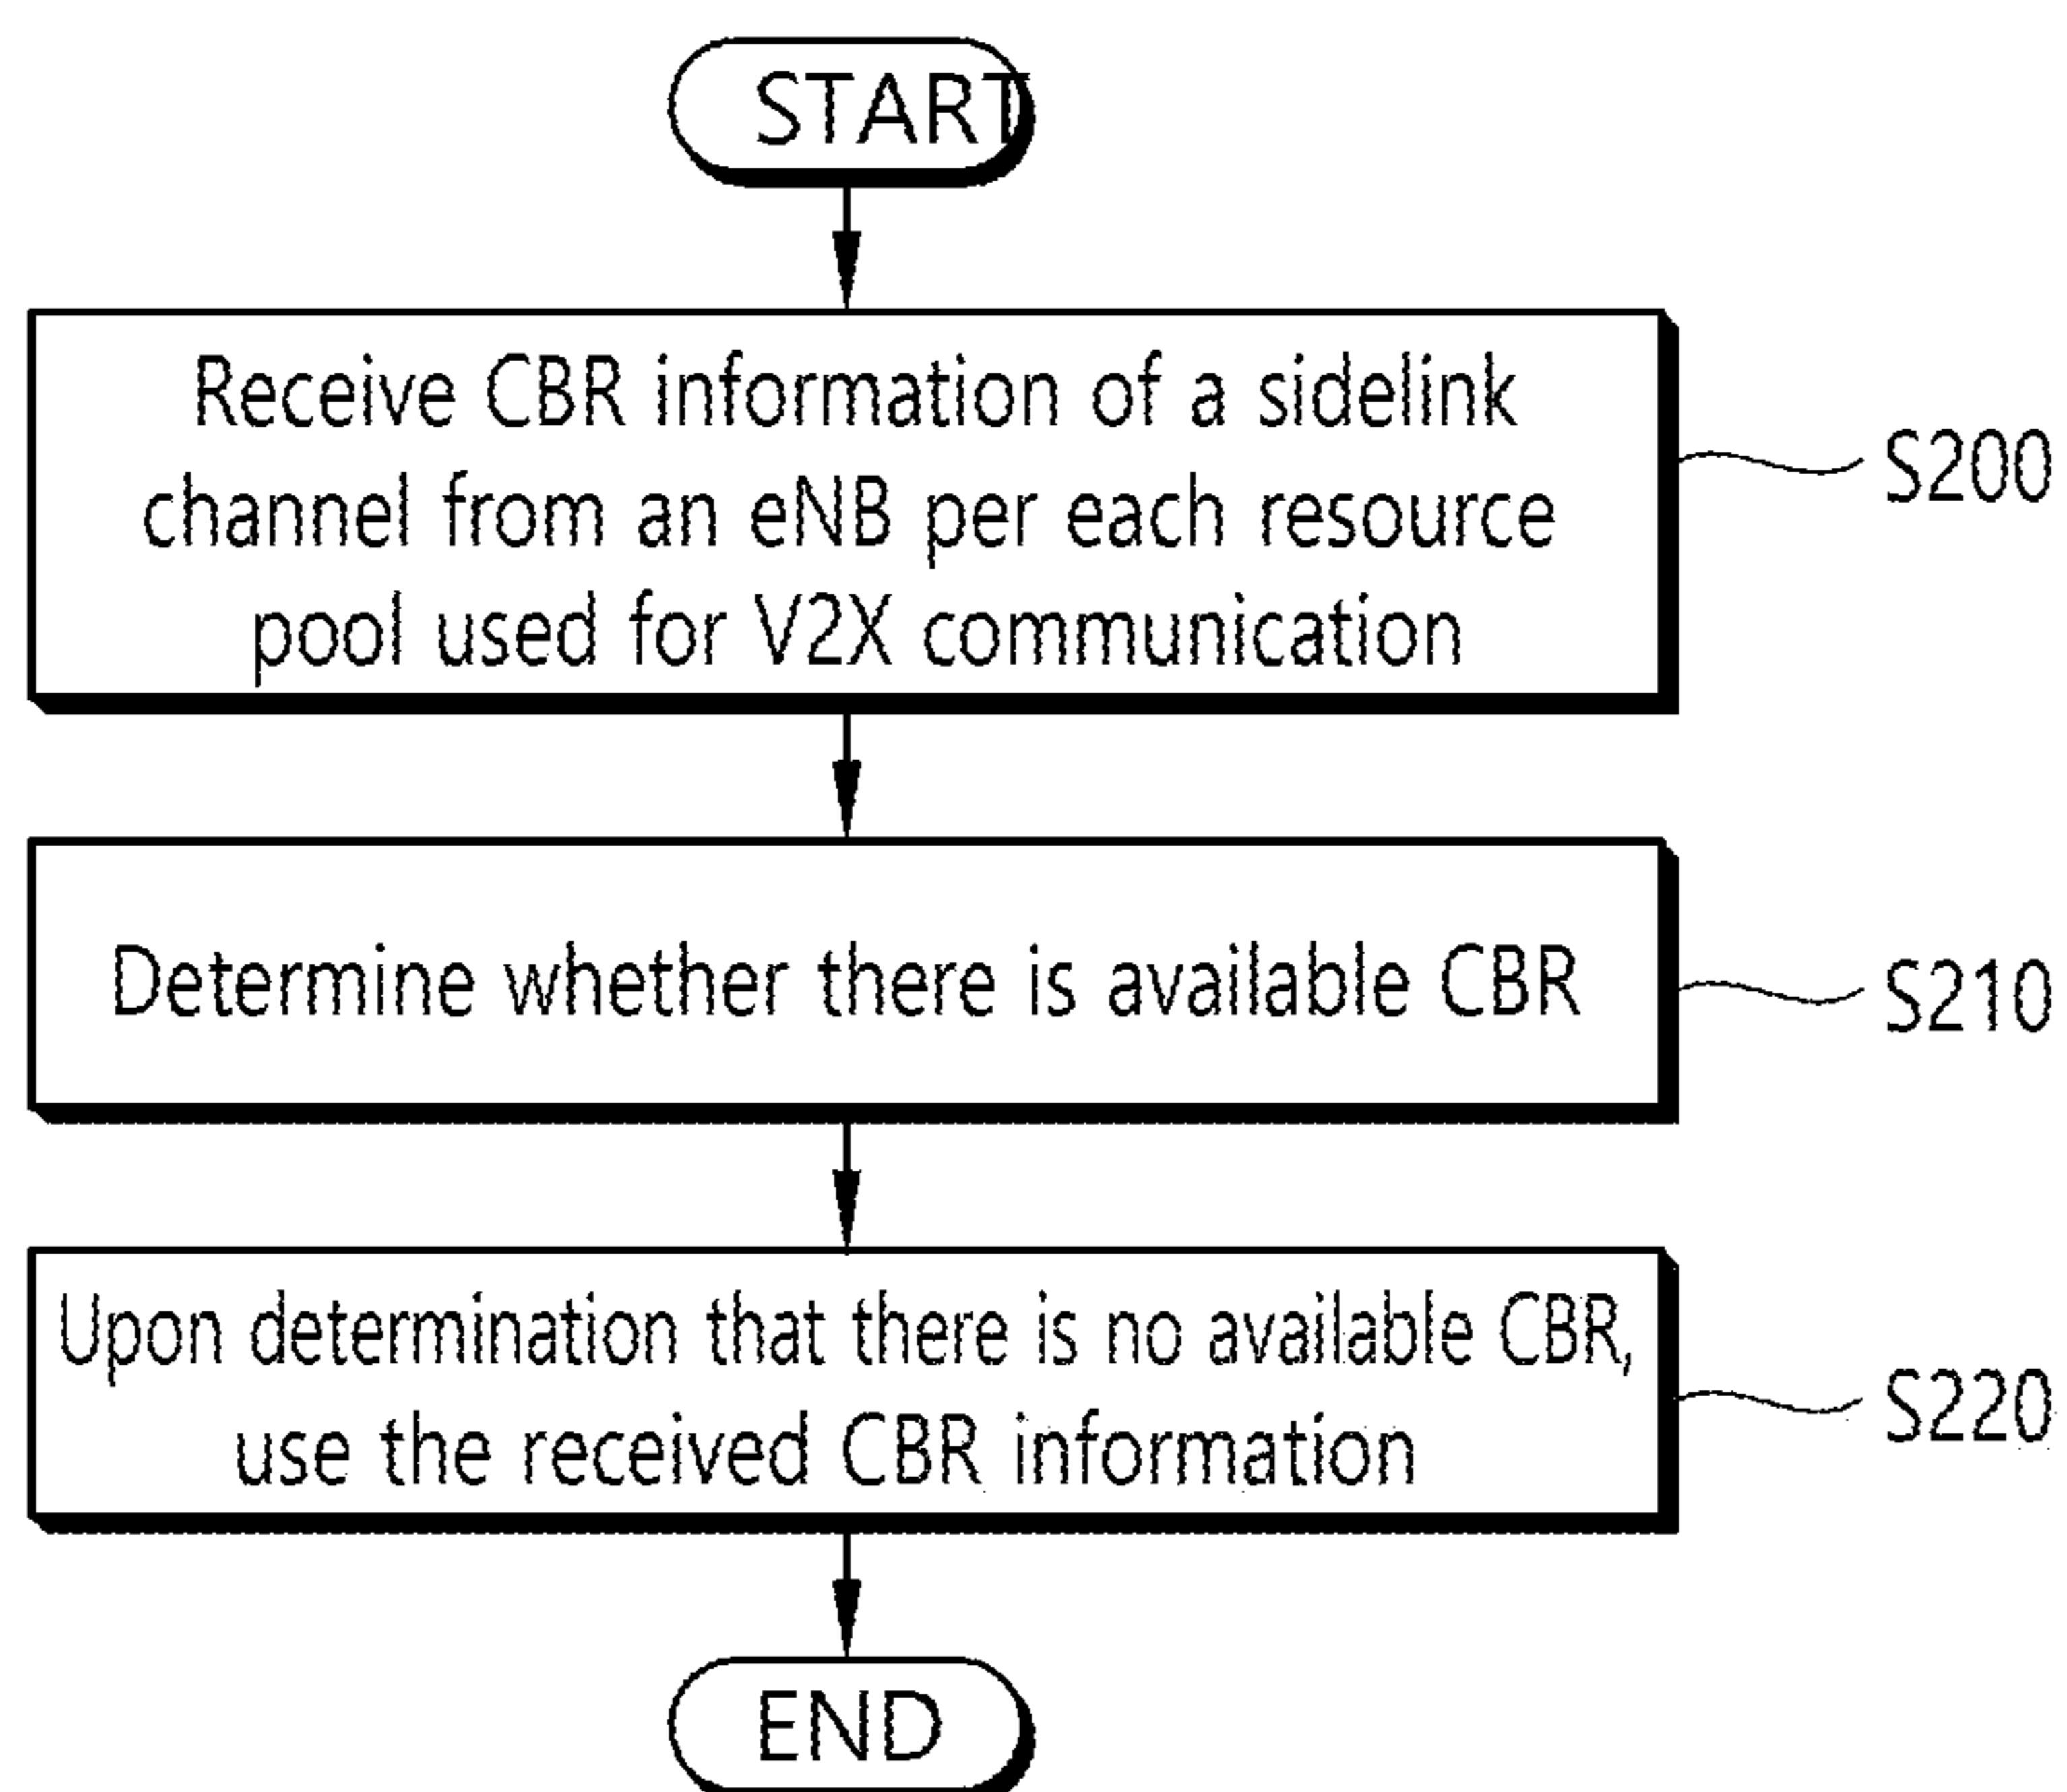 START
Receive CBR information of a sidelink
channel from an eNB per each resource
pool used for V2X communication
S200
Determine whether there is available CBR
S210
Upon determination that there is no available CBR,
use the received CBR information
S220
END